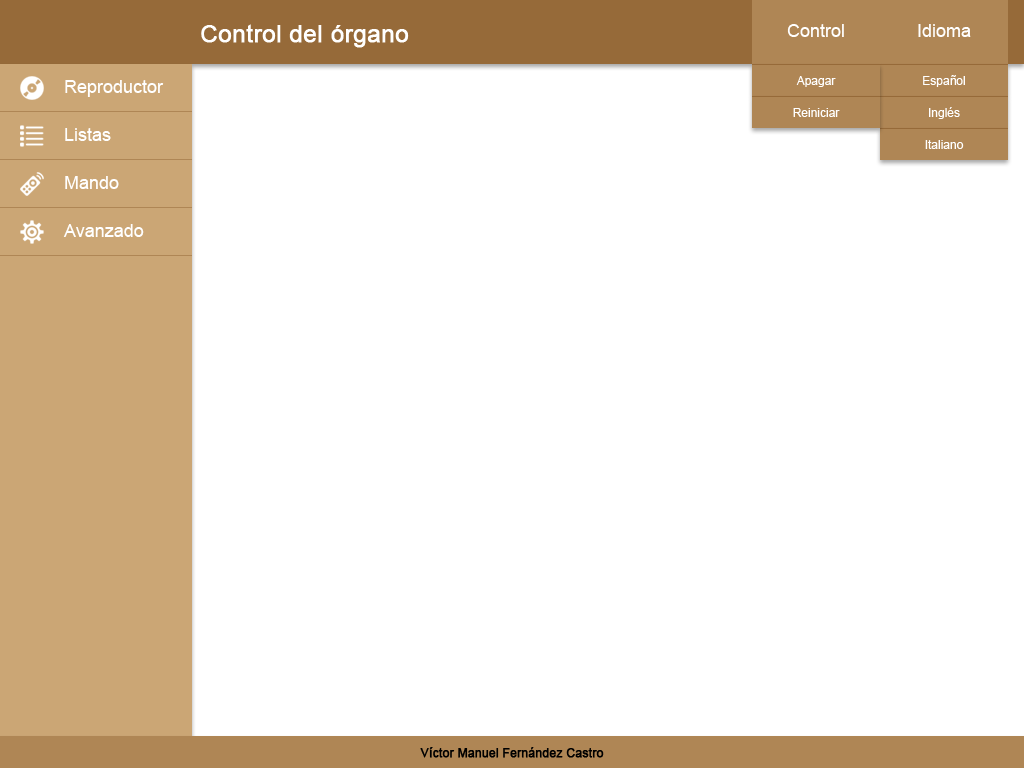 Control del órgano
Control
Idioma
Apagar
Español
Reiniciar
Inglés
Italiano
Reproductor
Listas
Mando
Avanzado
Víctor Manuel Fernández Castro